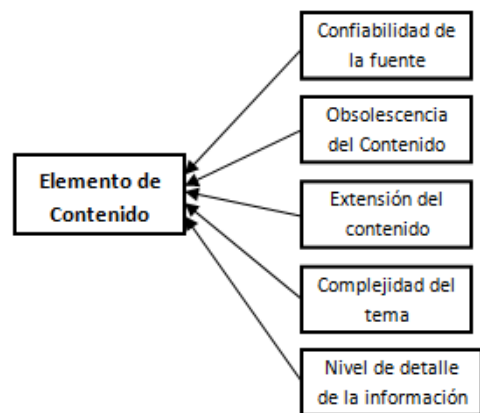 Confiabilidad de
la fuente
Obsolescencia
del Contenido
Elemento de
Contenido
Extensión del
contenido
Complejidad del
tema
Nivel de detalle
de la información